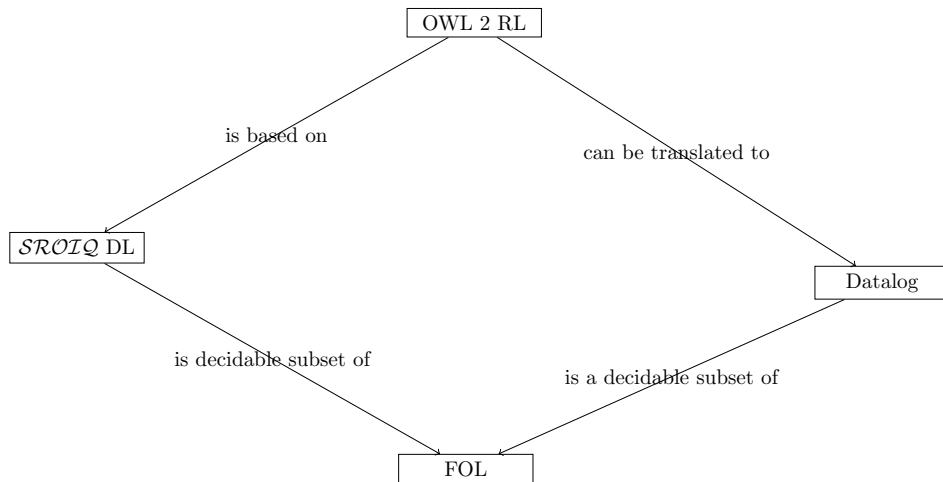 OWL 2 RL
is based on
can be translated to
𝒮ℛ𝒪ℐ𝒬 DL
Datalog
is decidable subset of
is a decidable subset of
FOL